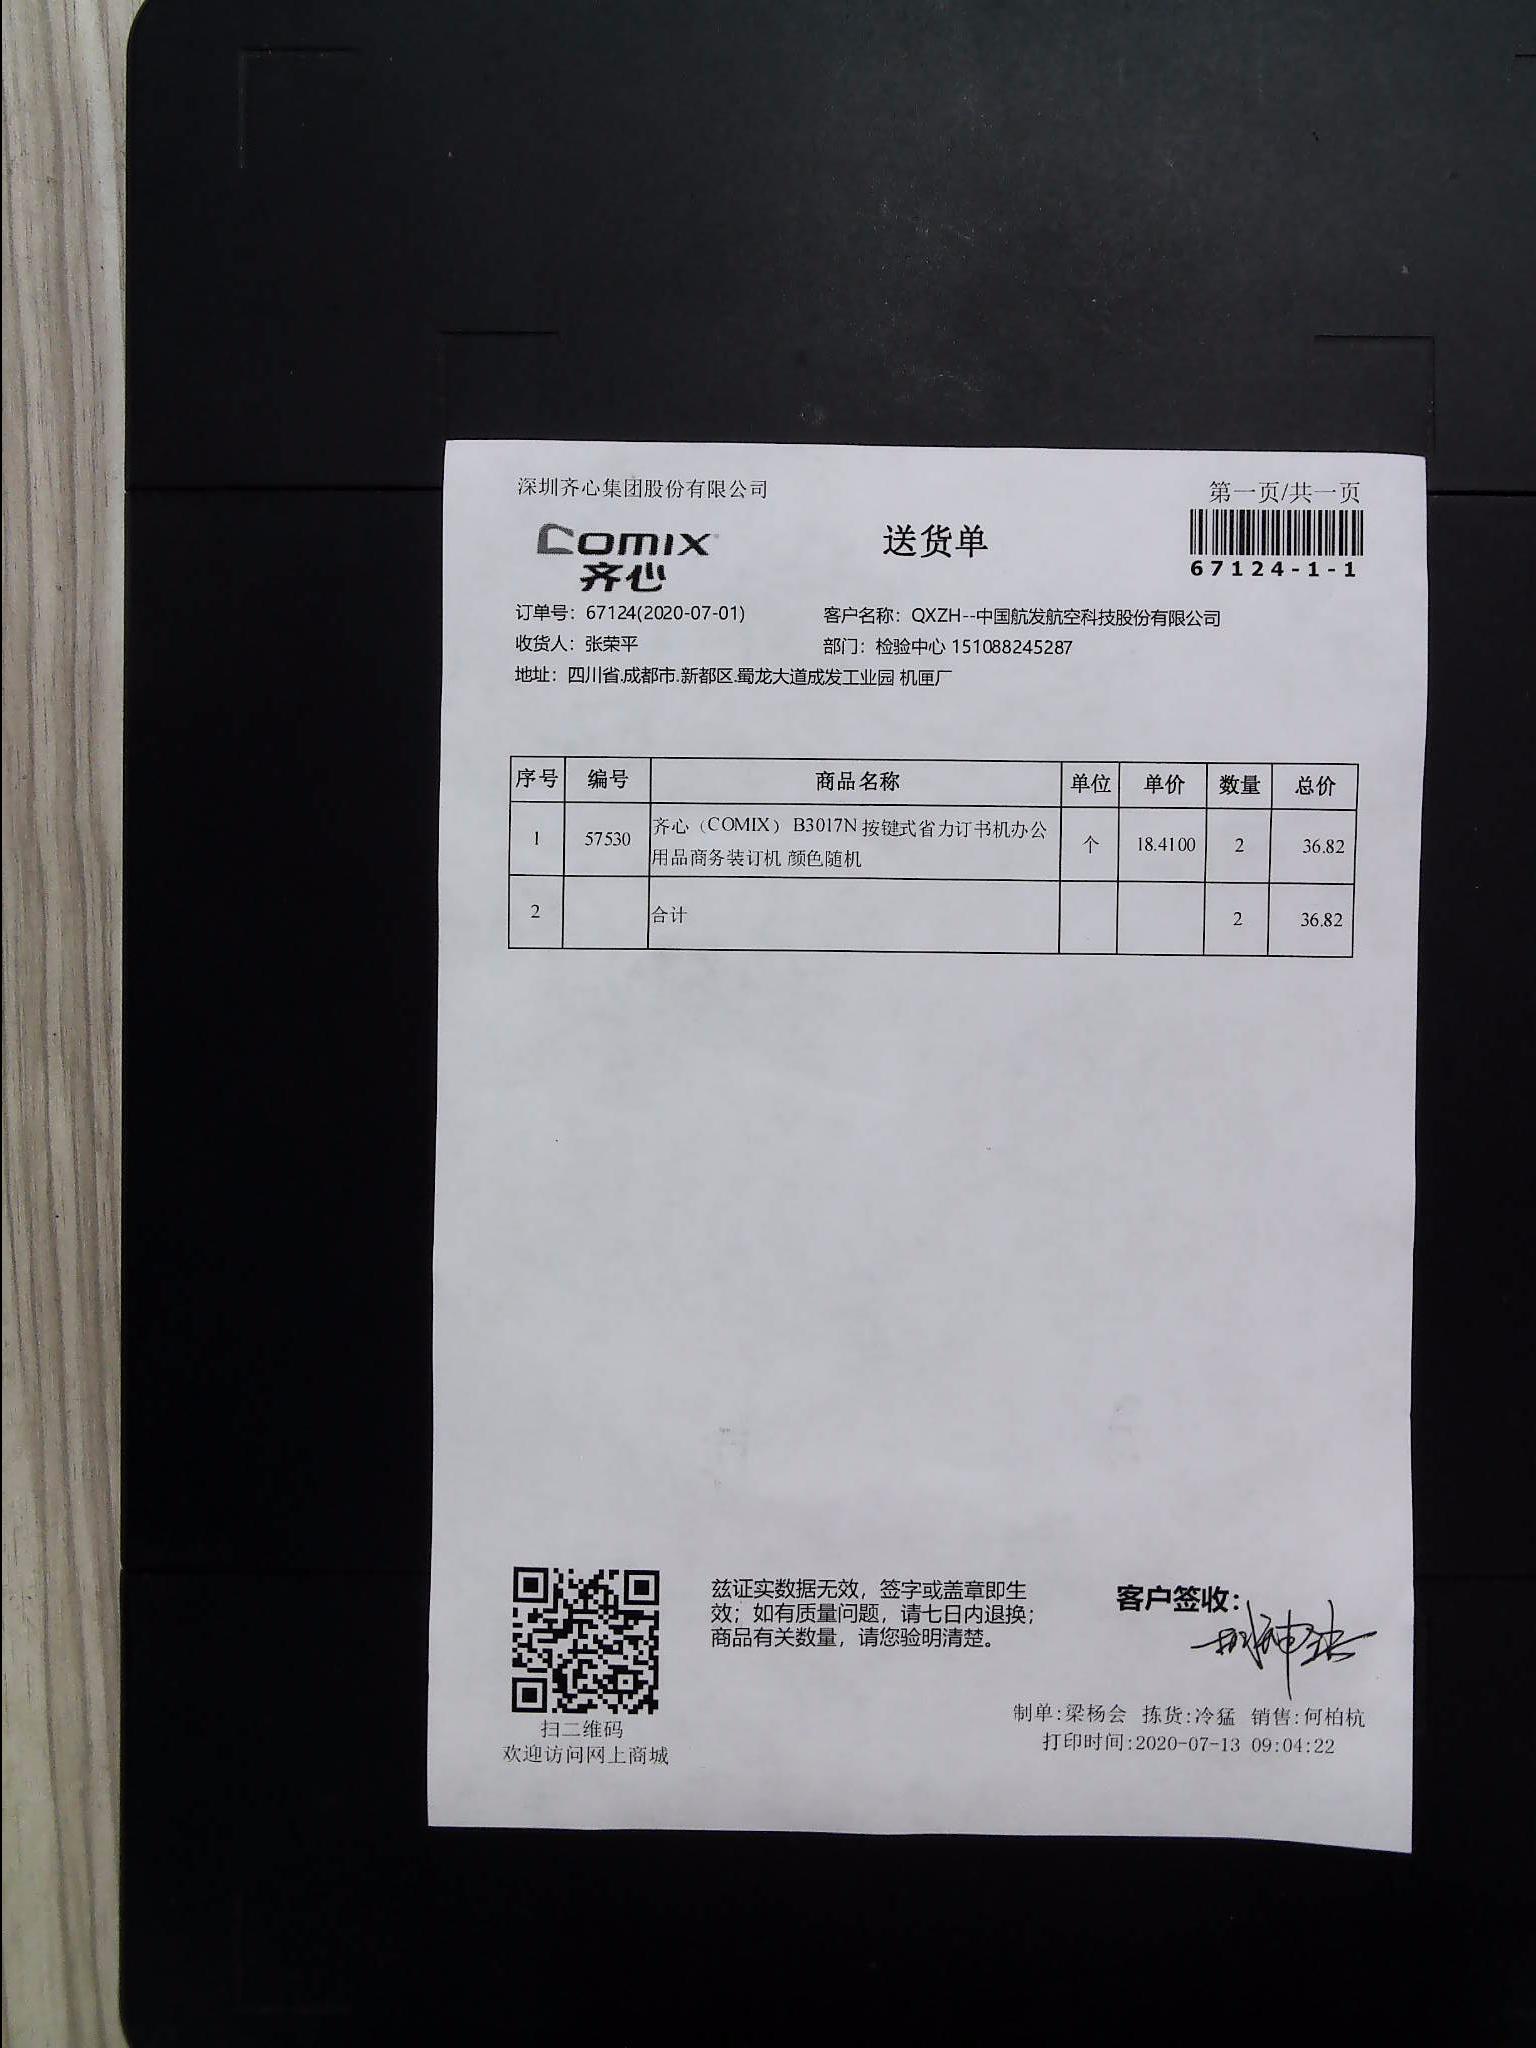 深圳齐心集团股份有限公司
第一页/共一页
COMIX
齐心
送货单
67124-1-1
订单号：67124(2020-07-01)
客户名称：QXZH--中国航发航空科技股份有限公司
收货人：张荣平
部门：检验中心 151088245287
地址：四川省.成都市.新都区.蜀龙大道成发工业园 机匣厂
序号 编号 商品名称 单位 单价 数量 总价
1 57530 齐心（COMIX） B3017N 按键式省力订书机办公 个 18.4100 2 36.82
用品商务装订机 颜色随机
2 合计 2 36.82
兹证实数据无效，签字或盖章即生
效；如有质量问题，请七日内退换；
商品有关数量，请您验明清楚。
客户签收：
扫二维码
欢迎访问网上商城
制单:梁杨会 拣货:冷猛 销售:何柏杭
打印时间:2020-07-13 09:04:22